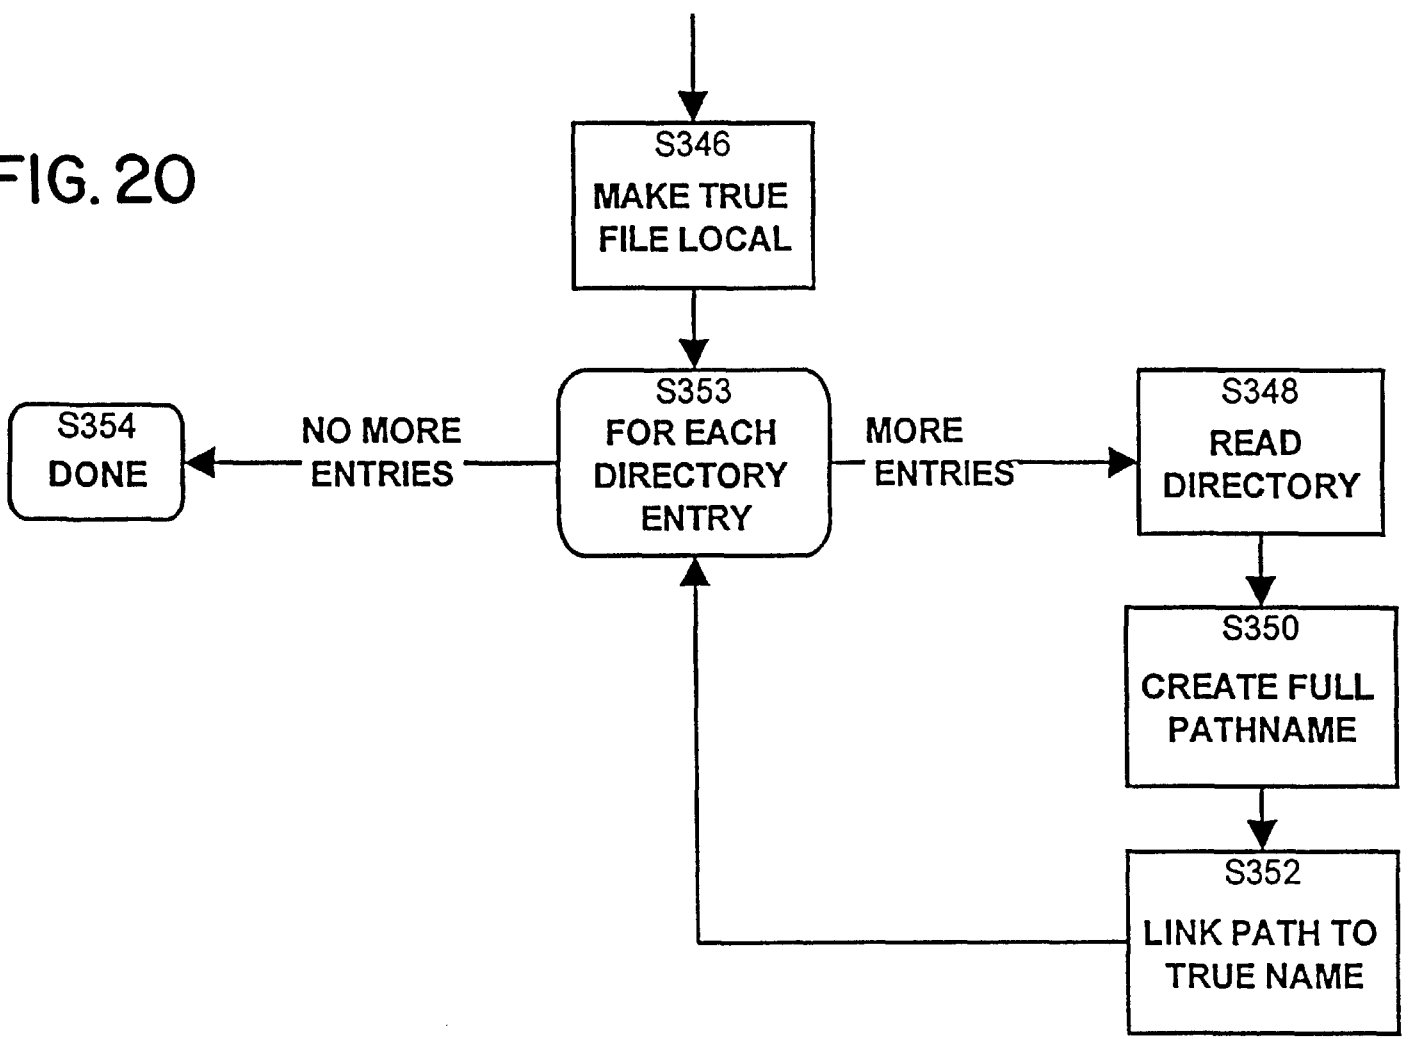 FIG. 20
S346
MAKE TRUE
FILE LOCAL
S353
FOR EACH
DIRECTORY
ENTRY
NO MORE
ENTRIES
S354
DONE
MORE
ENTRIES
S348
READ
DIRECTORY
S350
CREATE FULL
PATHNAME
S352
LINK PATH TO
TRUE NAME